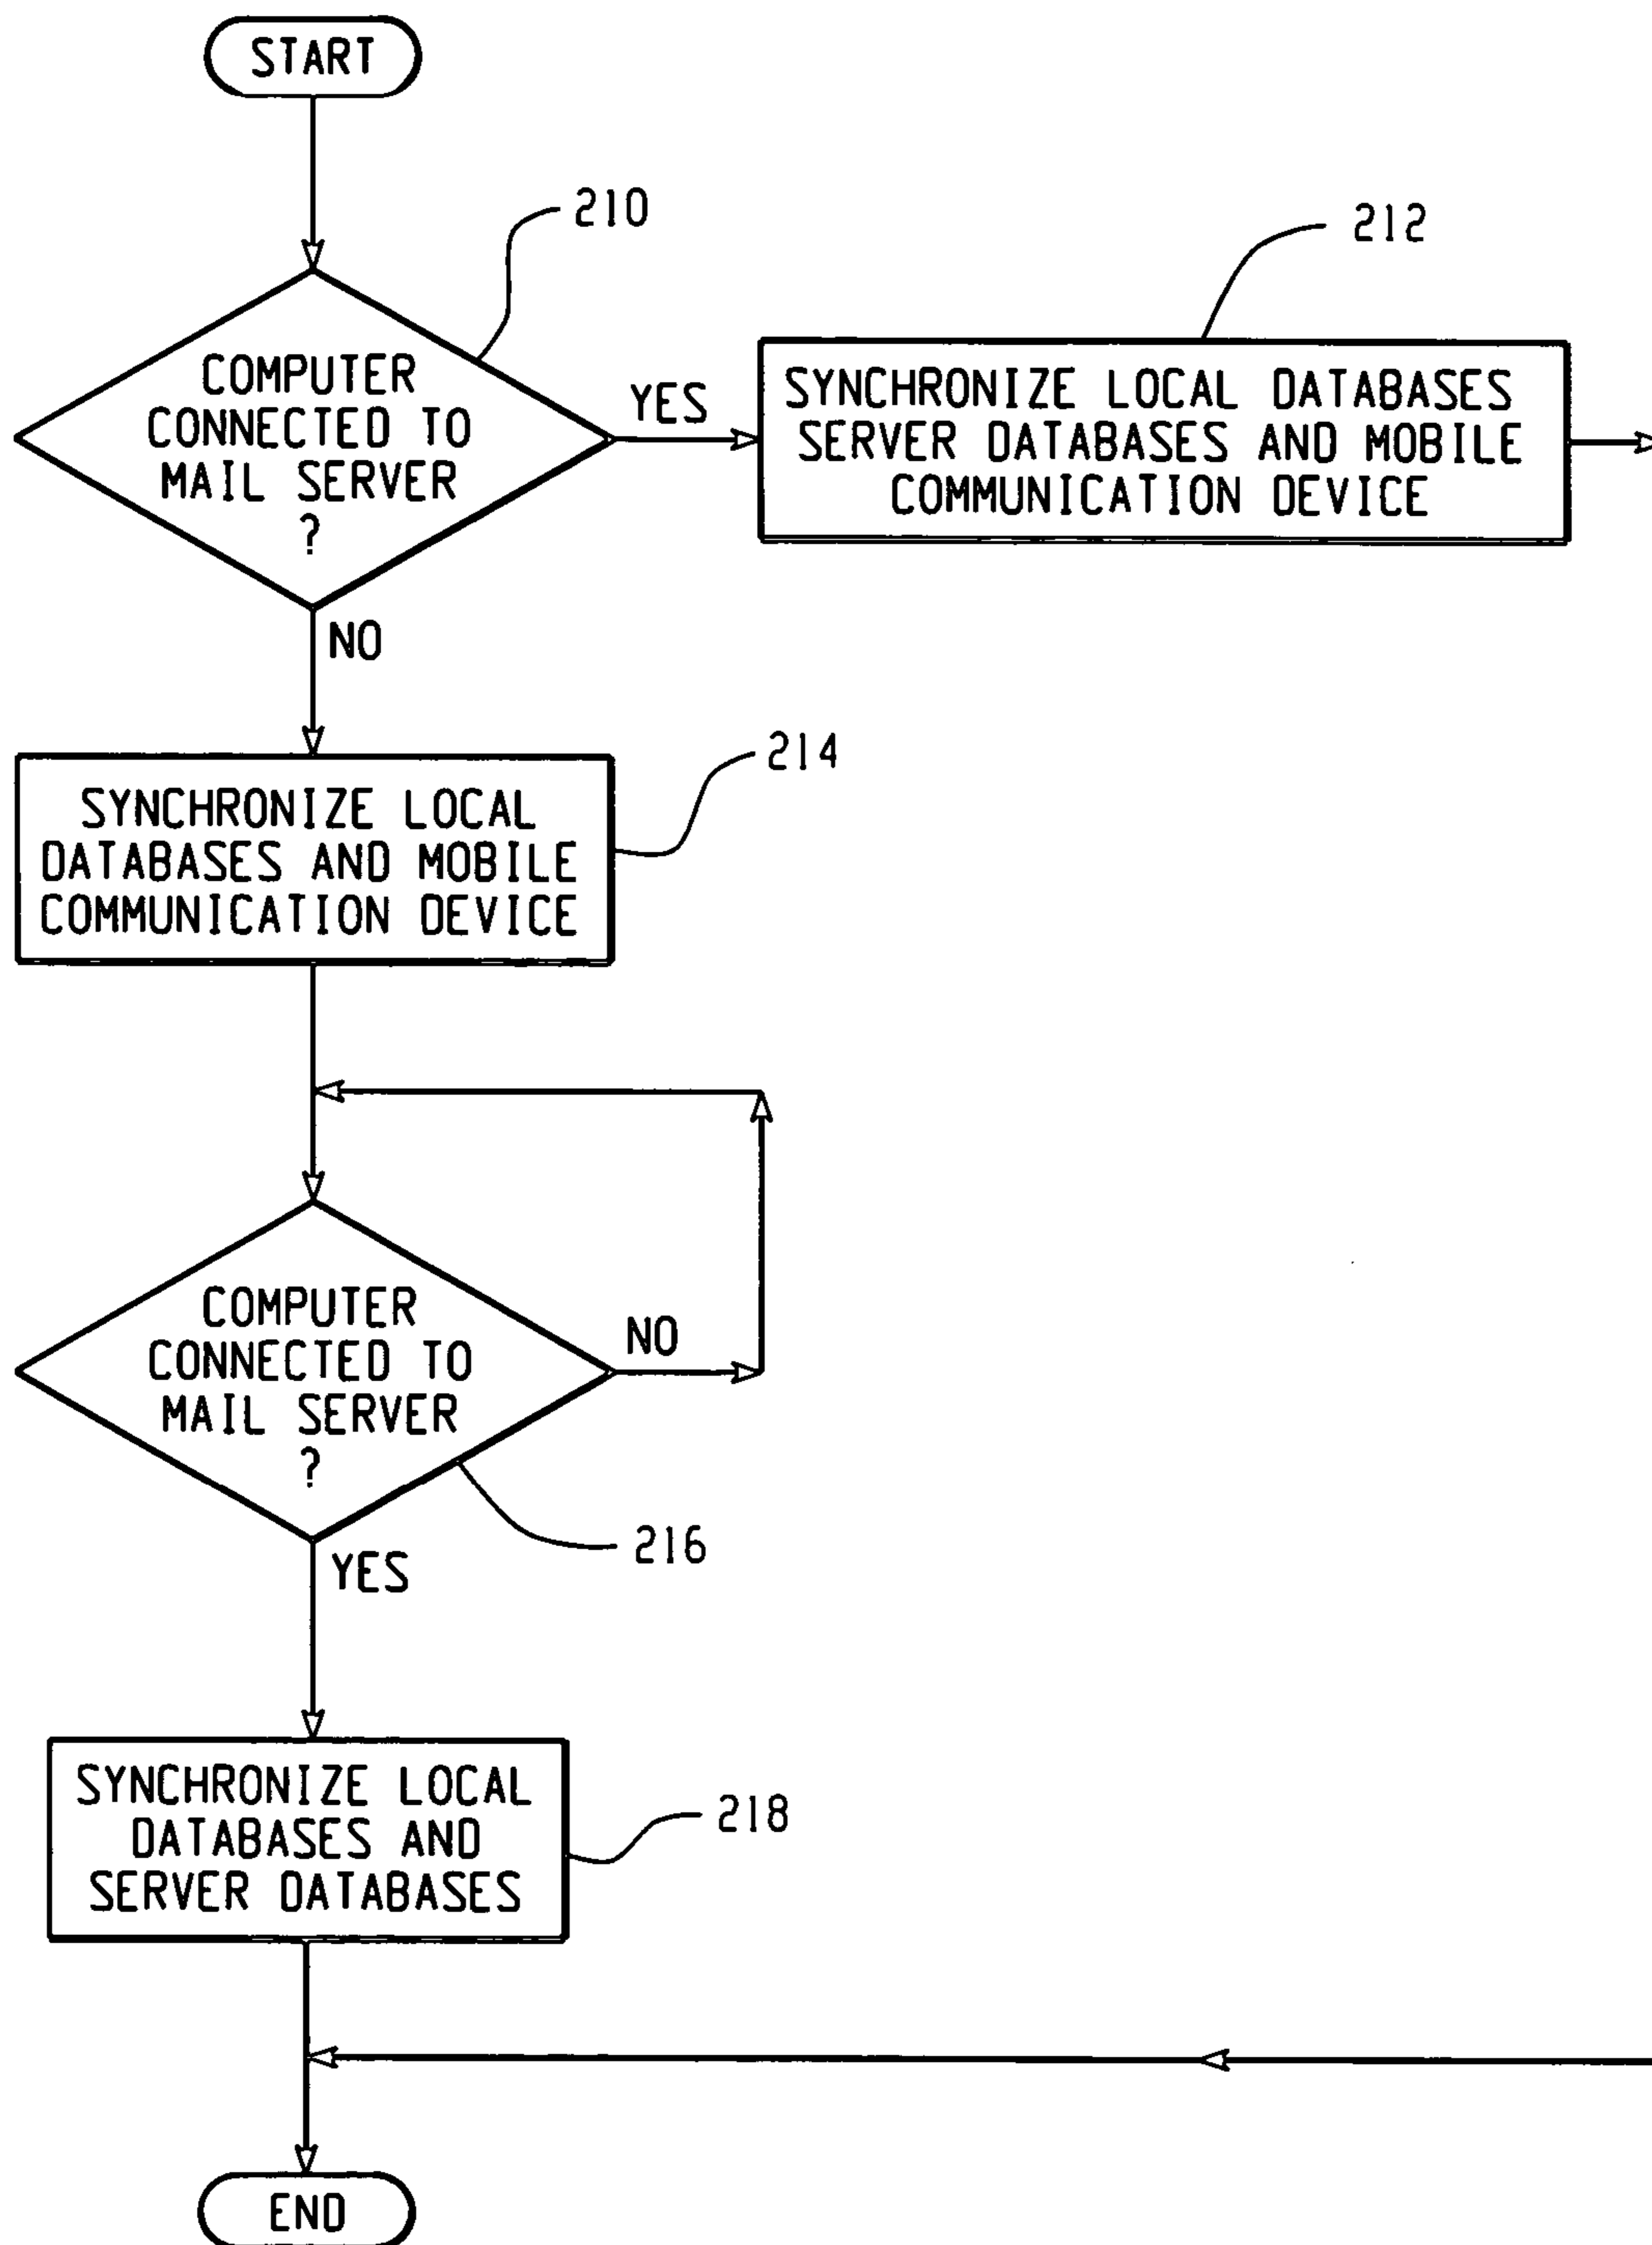 START
210
COMPUTER
CONNECTED TO
MAIL SERVER
?
YES
212
SYNCHRONIZE LOCAL DATABASES
SERVER DATABASES AND MOBILE
COMMUNICATION DEVICE
NO
214
SYNCHRONIZE LOCAL
DATABASES AND MOBILE
COMMUNICATION DEVICE
COMPUTER
CONNECTED TO
MAIL SERVER
?
NO
216
YES
SYNCHRONIZE LOCAL
DATABASES AND
SERVER DATABASES
218
END